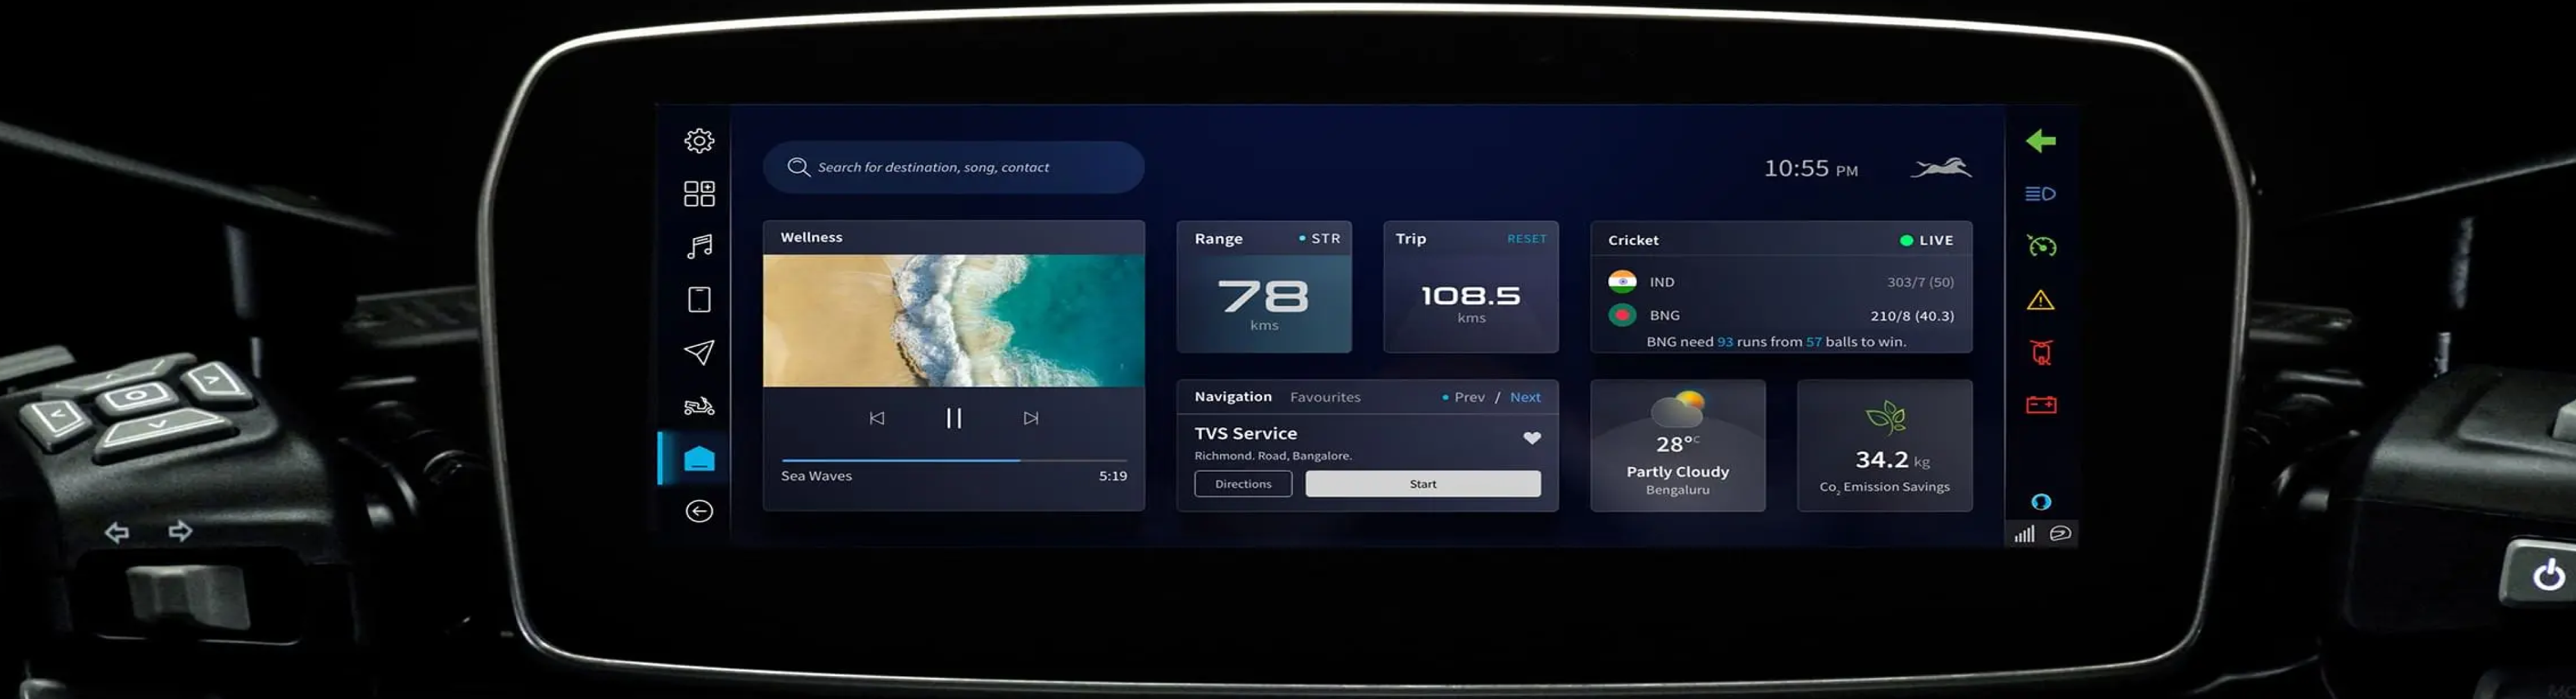 Search for destination, song, contact
10:55 PM
Wellness
Sea Waves 5:19
Range • STR
78
kms
Trip RESET
108.5
kms
Cricket LIVE
IND 303/7 (50)
BNG 210/8 (40.3)
BNG need 93 runs from 57 balls to win.
Navigation Favourites • Prev / Next
TVS Service
Richmond. Road, Bangalore.
Directions Start
28°C
Partly Cloudy
Bengaluru
34.2 kg
Co₂ Emission Savings